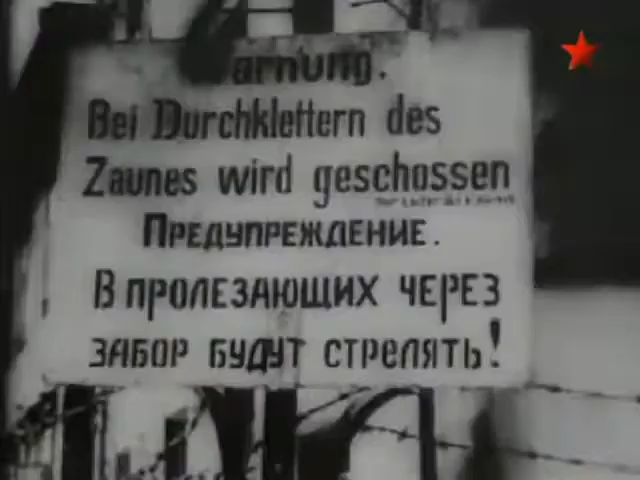 arnung.
Bei Durchklettern des
Zaunes wird geschossen
Предупреждение.
В пролезающих через
забор будут стрелять!